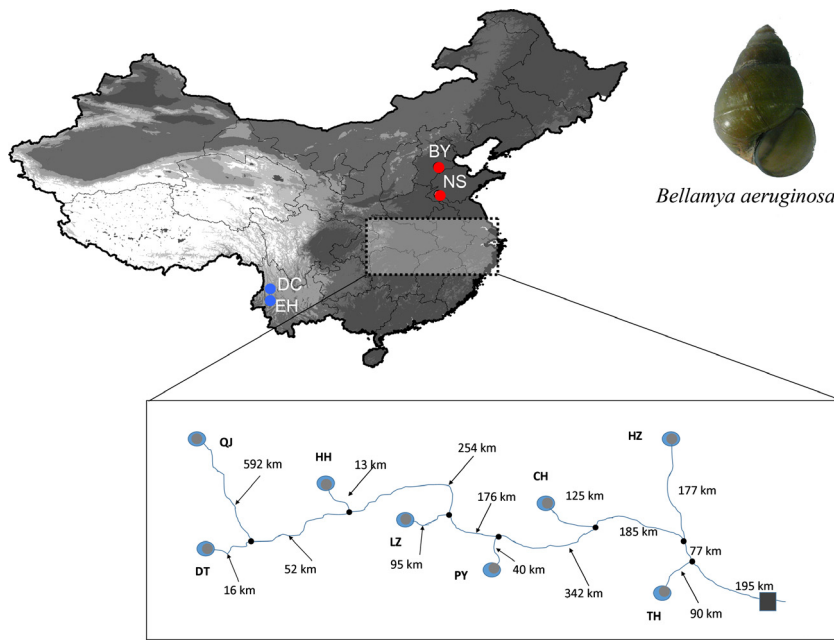 BY
NS
Bellamya aeruginosa
DC
EH
QJ
HZ
HH
13 km
254 km
592 km
CH
176 km
125 km
177 km
LZ
185 km
77 km
DT
52 km
95 km
PY
40 km
16 km
342 km
195 km
TH
90 km